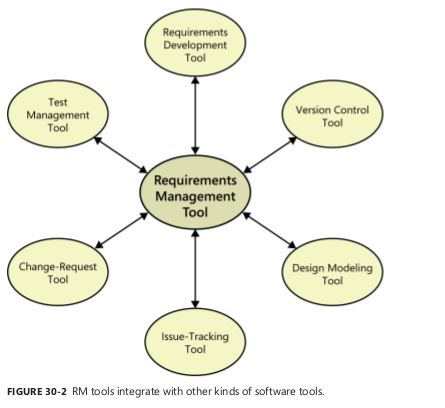 Requirements
Development
Tool
Test
Management
Tool
Version Control
Tool
Requirements
Management
Tool
Change-Request
Tool
Design Modeling
Tool
Issue-Tracking
Tool
FIGURE 30-2 RM tools integrate with other kinds of software tools.